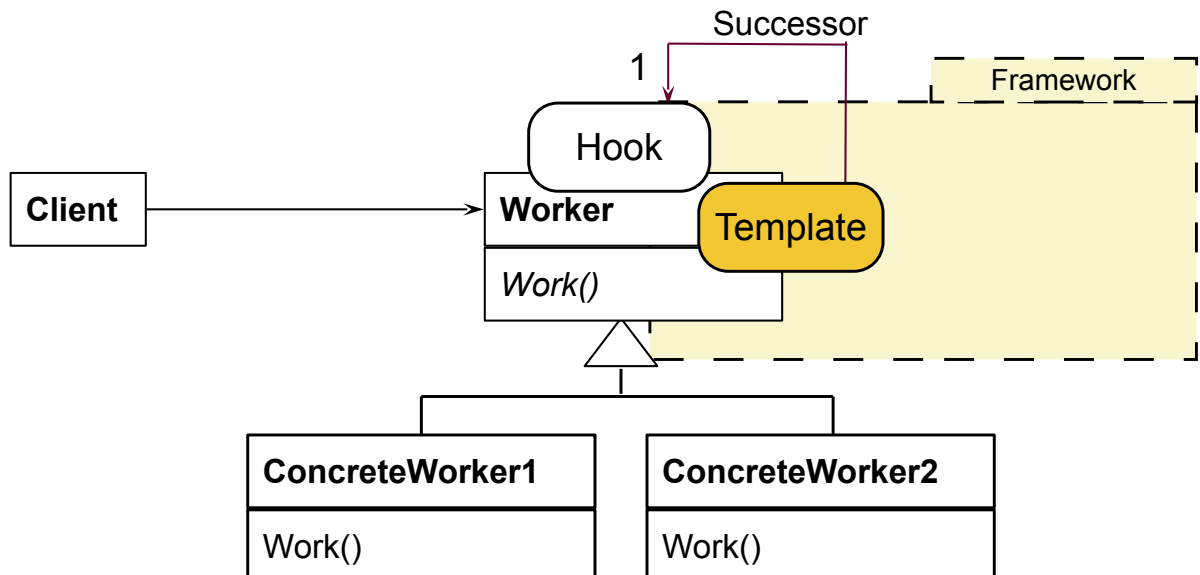 Successor
1
Framework
Hook
Client
Worker
Template
Work()
ConcreteWorker1
ConcreteWorker2
Work()
Work()